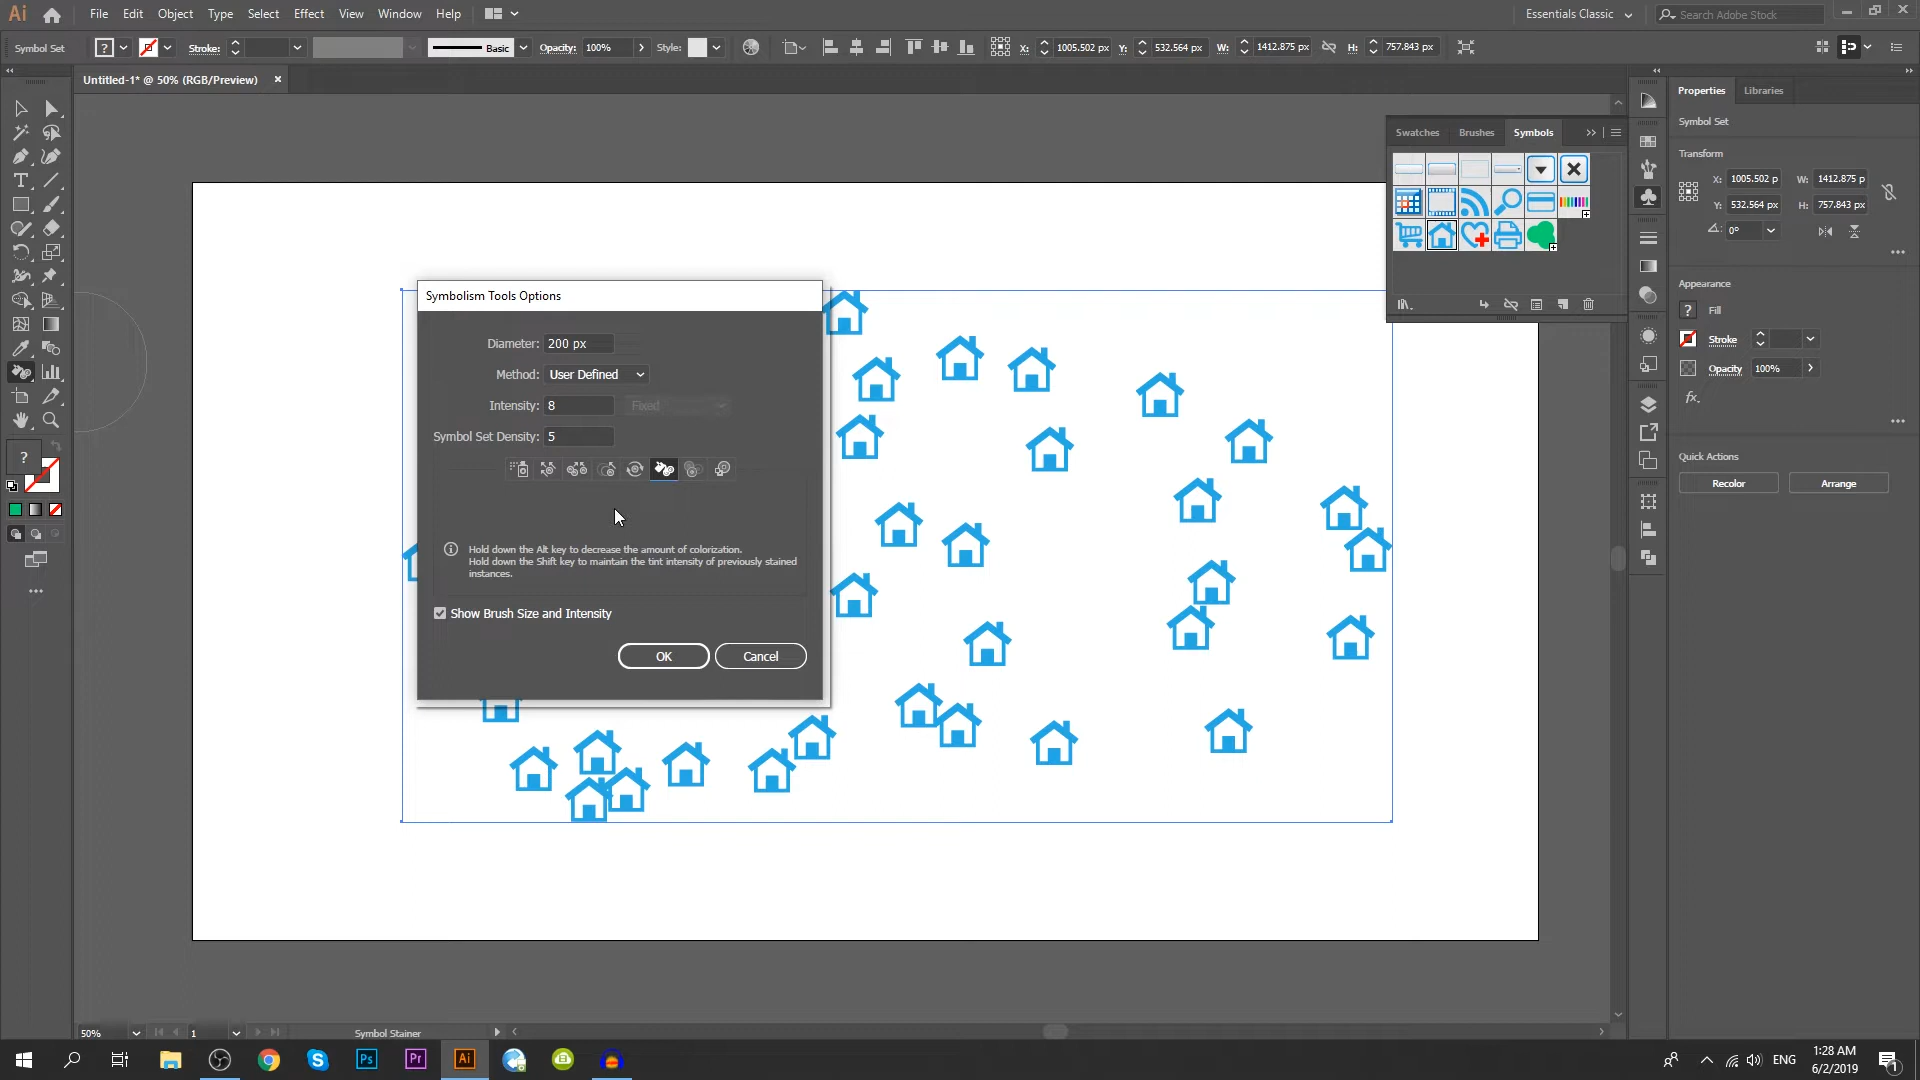 Ai File Edit Object Type Select Effect View Window Help Essentials Classic Search Adobe Stock
Symbol Set ? Stroke: Basic Opacity: 100% Style: X: 1005.502 px Y: 532.564 px W: 1412.875 px H: 757.843 px
Untitled-1* @ 50% (RGB/Preview)
Properties Libraries
Symbol Set
Transform
X: 1005.502 p W: 1412.875 p
Y: 532.564 px H: 757.843 px
0°
Appearance
? Fill
Stroke
Opacity 100%
fx.
Quick Actions
Recolor Arrange
Swatches Brushes Symbols
Symbolism Tools Options
Diameter: 200 px
Method: User Defined
Intensity: 8 Fixed
Symbol Set Density: 5
Hold down the Alt key to decrease the amount of colorization.
Hold down the Shift key to maintain the tint intensity of previously stained
instances.
Show Brush Size and Intensity
OK Cancel
?
50% 1 Symbol Stainer
Ps Pr Ai ENG 1:28 AM
6/2/2019
1